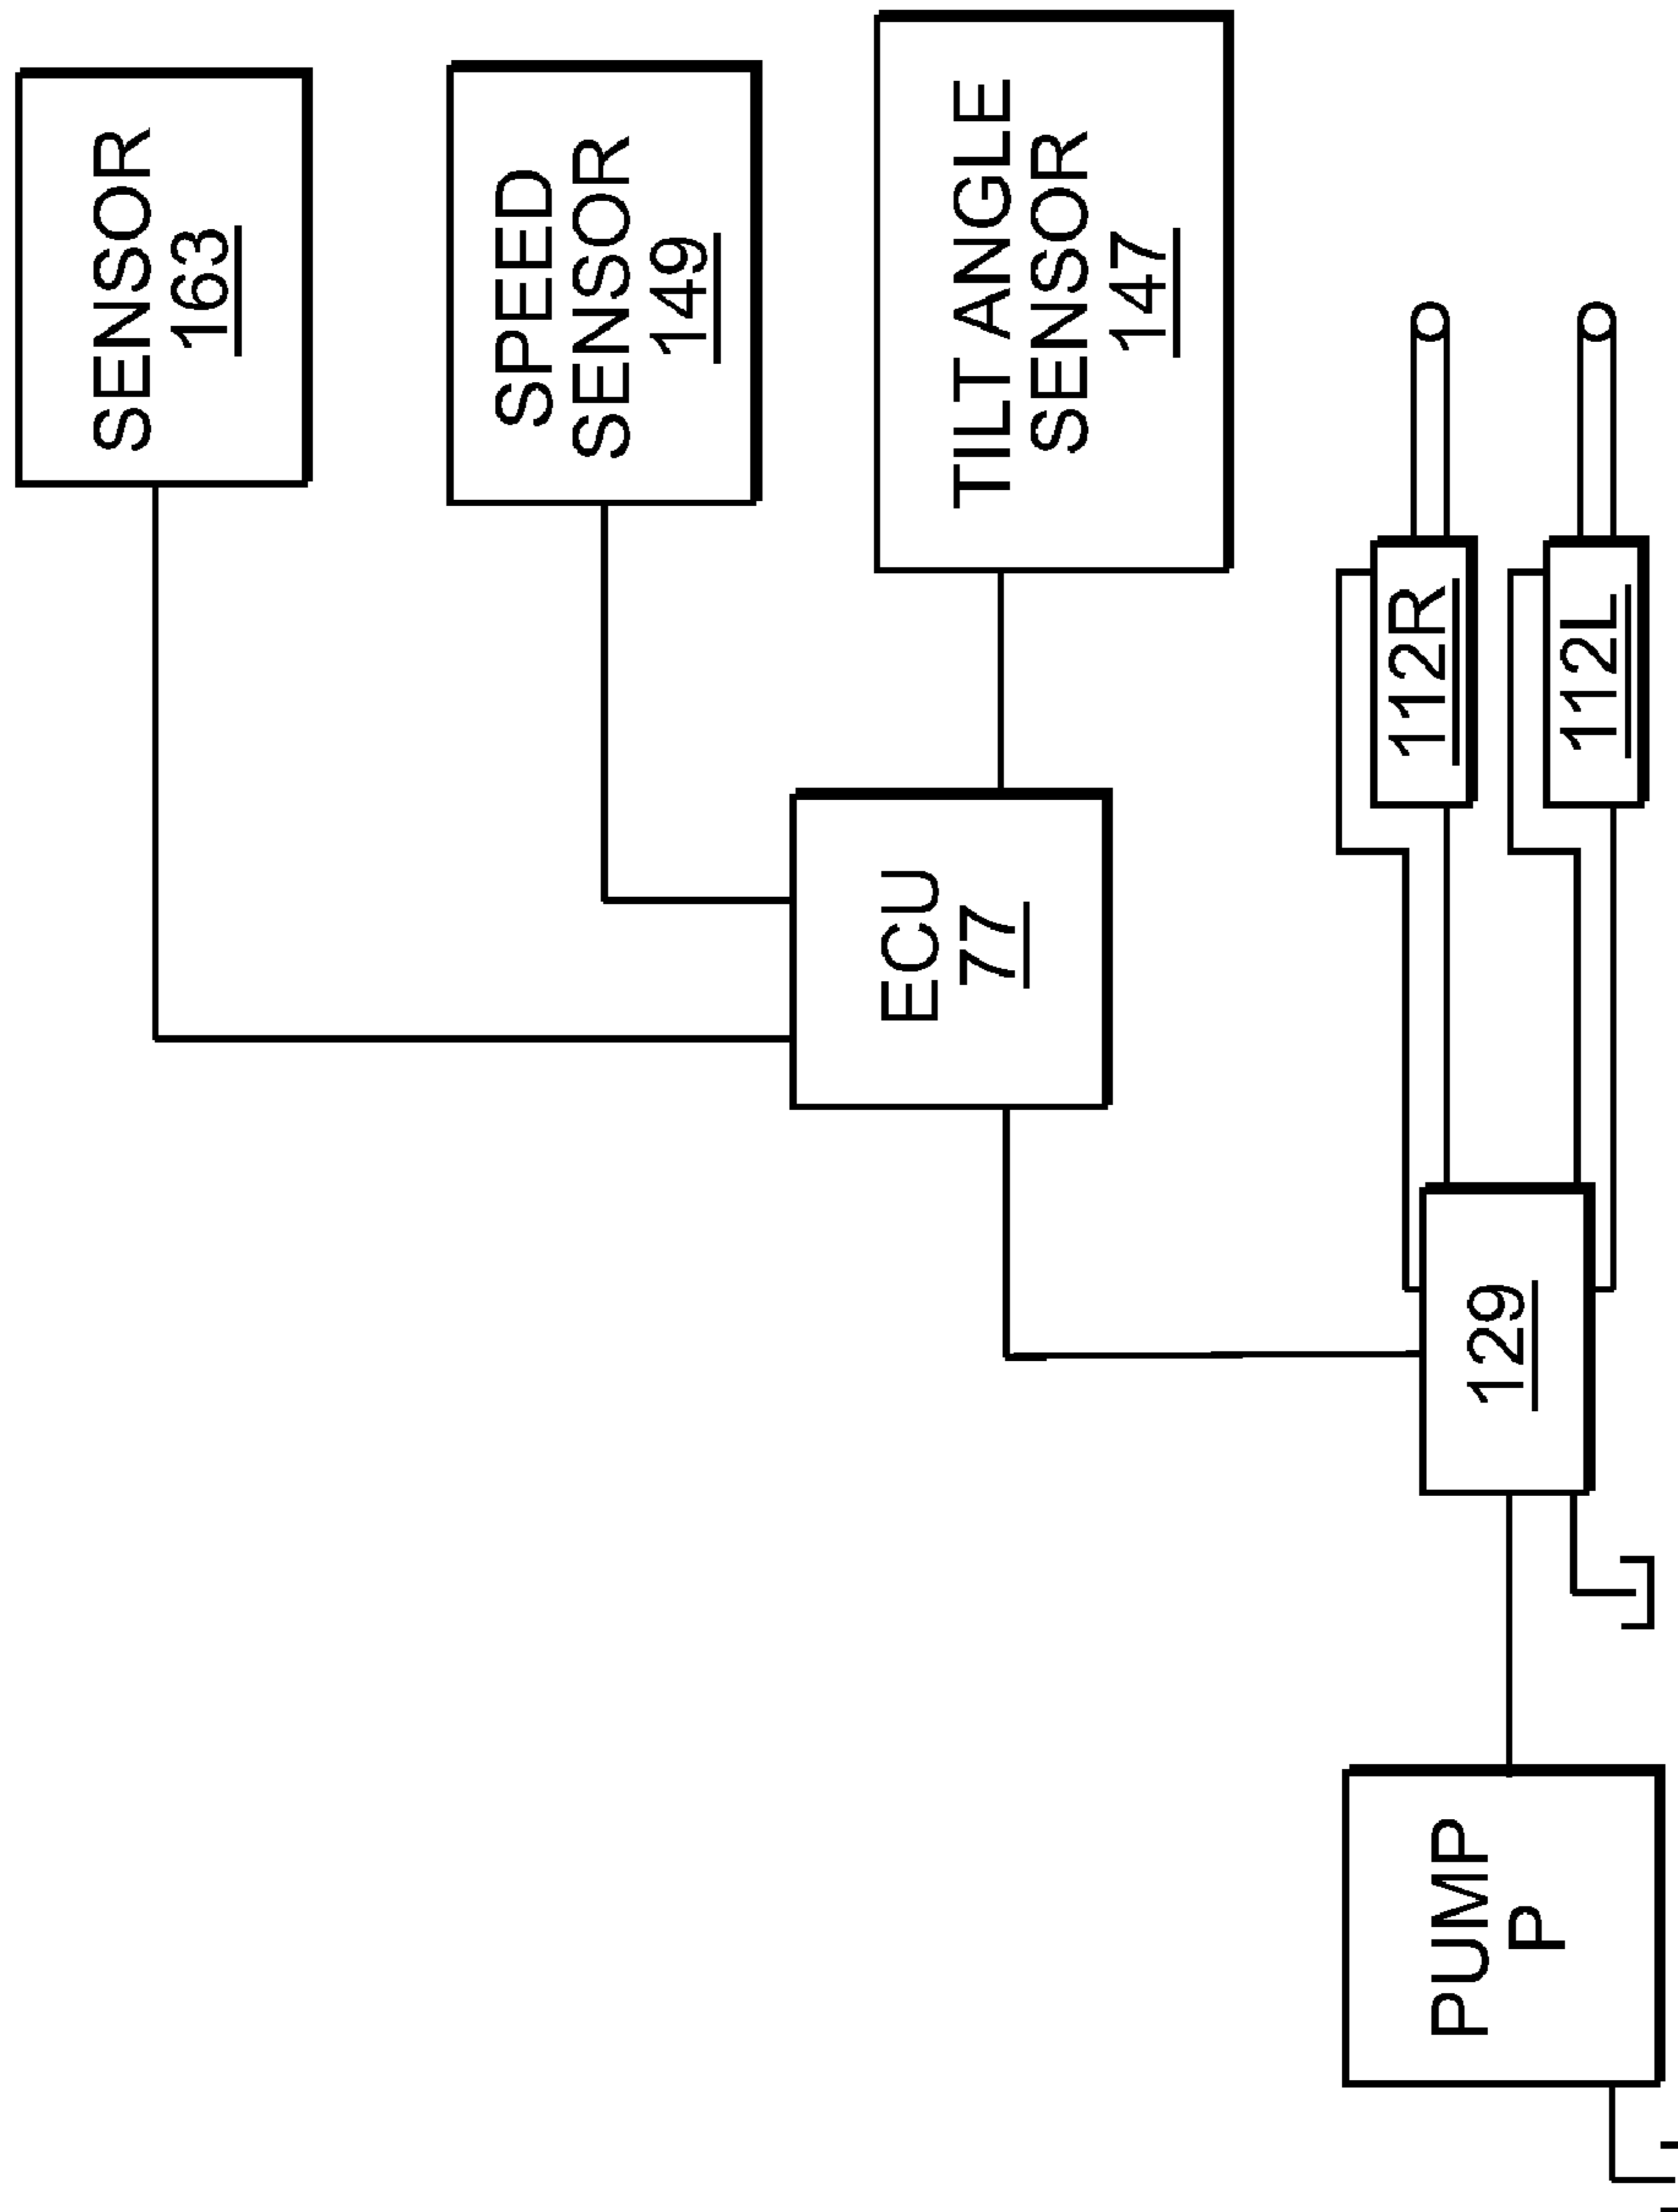 SENSOR
163
SPEED
SENSOR
149
TILT ANGLE
SENSOR
147
ECU
77
112R
112L
129
PUMP
P